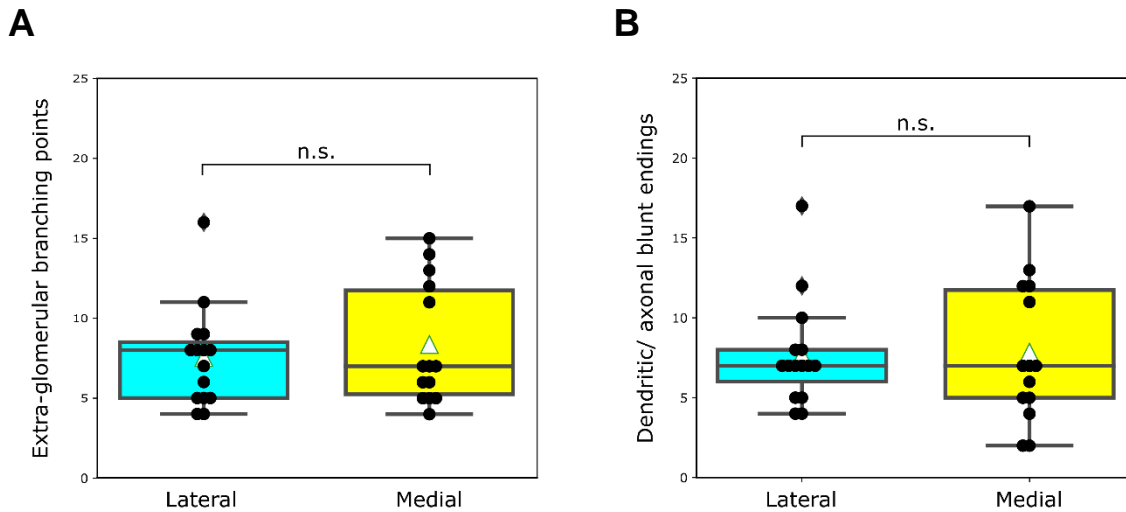 A
Extra-glomerular branching points
25
20
15
10
5
0
n.s.
Lateral
Medial
B
Dendritic/ axonal blunt endings
25
20
15
10
5
0
n.s.
Lateral
Medial